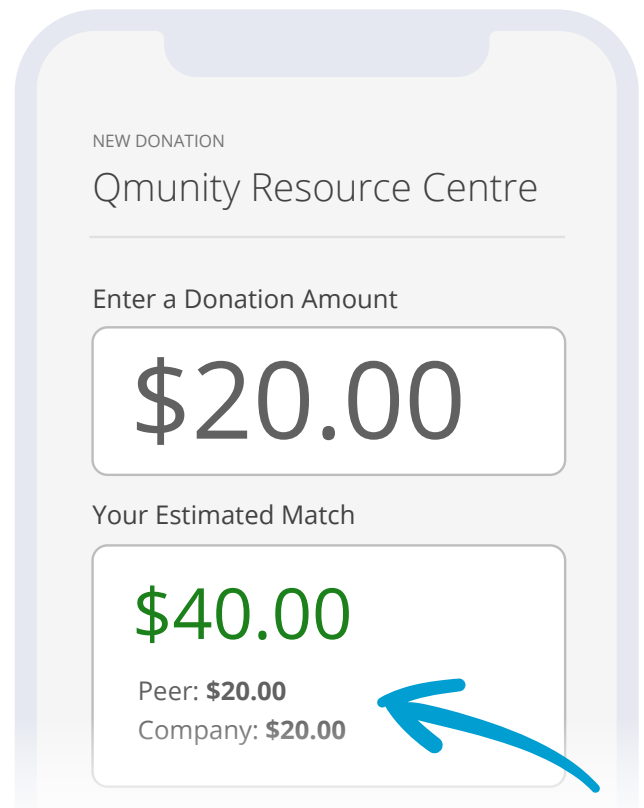 NEW DONATION
Qmunity Resource Centre
Enter a Donation Amount
$20.00
Your Estimated Match
$40.00
Peer: $20.00
Company: $20.00